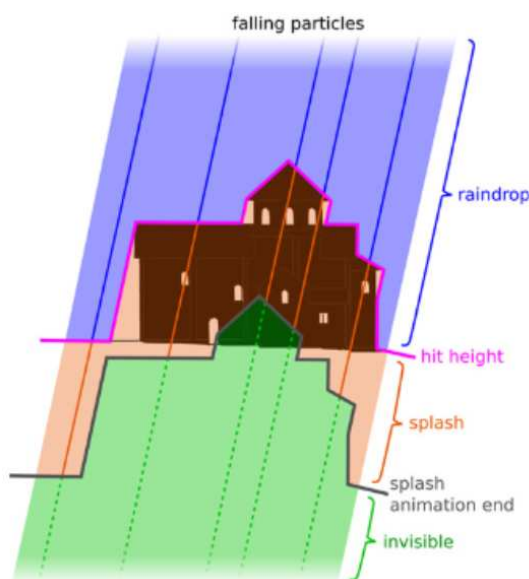 falling particles
raindrop
hit height
splash
splash
animation end
invisible